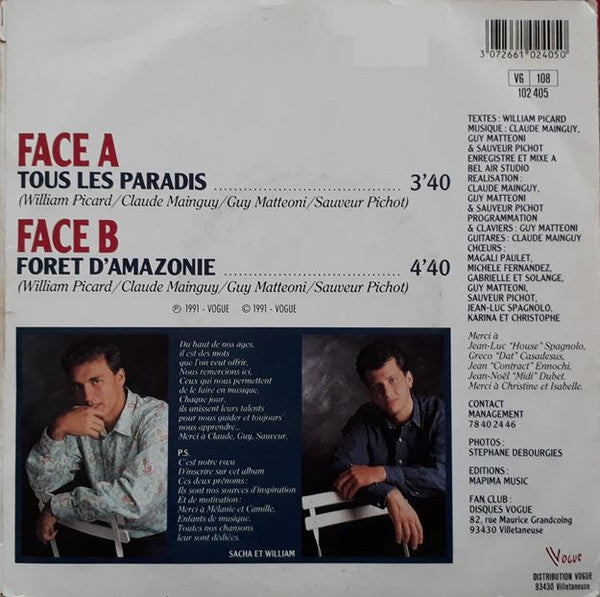 3 072661 024050
VG 108
102 405
FACE A
TOUS LES PARADIS 3'40
(William Picard/Claude Mainguy/Guy Matteoni/Sauveur Pichot)
FACE B
FORET D'AMAZONIE 4'40
(William Picard/Claude Mainguy/Guy Matteoni/Sauveur Pichot)
℗ 1991 - VOGUE © 1991 - VOGUE
Du haut de nos âges,
il est des mots
que l'on veut offrir,
Nous remercions ici,
Ceux qui nous permettent
de le faire en musique.
Chaque jour,
ils unissent leurs talents
pour nous guider et toujours
nous apprendre...
Merci à Claude, Guy, Sauveur.
P.S.
C'est notre vœu
D'inscrire sur cet album
Ces deux prénoms :
Ils sont nos sources d'inspiration
Et de motivation :
Merci à Mélanie et Camille,
Enfants de musique.
Toutes nos chansons
leur sont dédiées.
SACHA ET WILLIAM
TEXTES : WILLIAM PICARD
MUSIQUE : CLAUDE MAINGUY,
GUY MATTEONI
& SAUVEUR PICHOT
ENREGISTRE ET MIXE A
BEL AIR STUDIO
REALISATION :
CLAUDE MAINGUY,
GUY MATTEONI
& SAUVEUR PICHOT
PROGRAMMATION
& CLAVIERS : GUY MATTEONI
GUITARES : CLAUDE MAINGUY
CHŒURS :
MAGALI PAULET,
MICHELE FERNANDEZ,
GABRIELLE ET SOLANGE,
GUY MATTEONI,
SAUVEUR PICHOT,
JEAN-LUC SPAGNOLO,
KARINA ET CHRISTOPHE
Merci à
Jean-Luc "House" Spagnolo,
Greco "Dat" Casadesus,
Jean "Contract" Ennochi,
Jean-Noël "Midi" Dubet.
Merci à Christine et Isabelle.
CONTACT
MANAGEMENT
78 40 24 46
PHOTOS :
STEPHANE DEBOURGIES
EDITIONS :
MAPIMA MUSIC
FAN CLUB :
DISQUES VOGUE
82, rue Maurice Grandcoing
93430 Villetaneuse
VOGUE
DISTRIBUTION VOGUE
93430 Villetaneuse